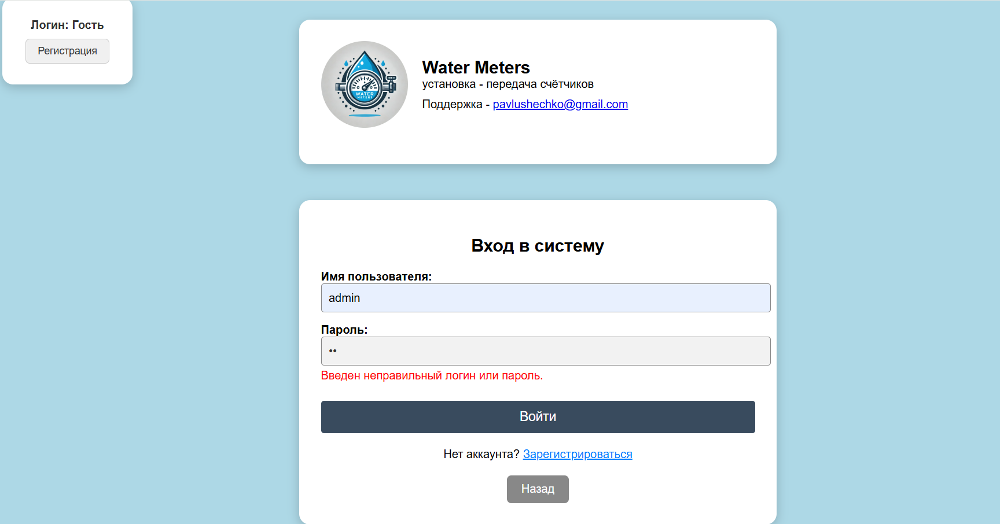 Логин: Гость
Регистрация
WATER
METERS
Water Meters
установка - передача счётчиков
Поддержка - pavlushechko@gmail.com
Вход в систему
Имя пользователя:
admin
Пароль:
••
Введен неправильный логин или пароль.
Войти
Нет аккаунта? Зарегистрироваться
Назад